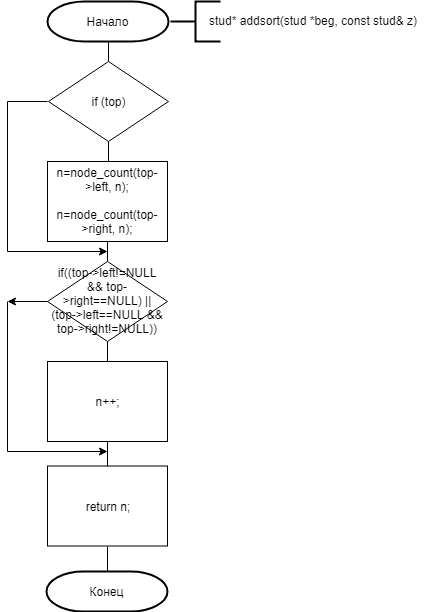 Начало
stud* addsort(stud *beg, const stud& z)
if (top)
n=node_count(top-
>left, n);
n=node_count(top-
>right, n);
if((top->left!=NULL
&& top-
>right==NULL) ||
(top->left==NULL &&
top->right!=NULL))
n++;
return n;
Конец